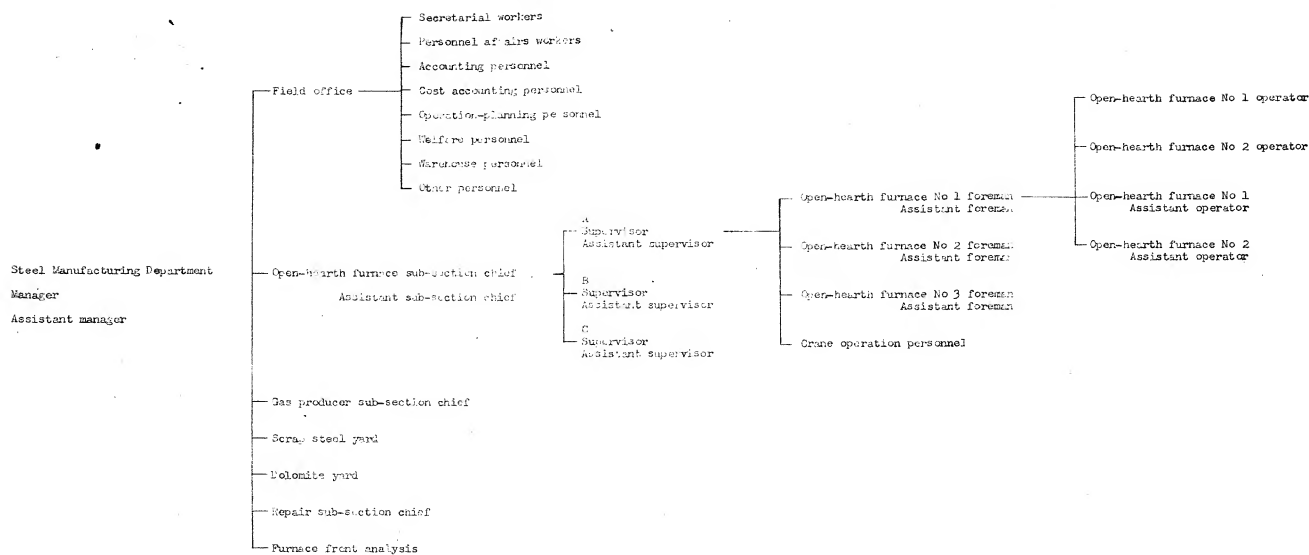 Steel Manufacturing Department
Manager
Assistant manager
Field office
Secretarial workers
Personnel affairs workers
Accounting personnel
Cost accounting personnel
Operation-planning personnel
Welfare personnel
Warehouse personnel
Other personnel
Open-hearth furnace sub-section chief
Assistant sub-section chief
A
Supervisor
Assistant supervisor
B
Supervisor
Assistant supervisor
C
Supervisor
Assistant supervisor
Open-hearth furnace No 1 foreman
Assistant foreman
Open-hearth furnace No 2 foreman
Assistant foreman
Open-hearth furnace No 3 foreman
Assistant foreman
Crane operation personnel
Open-hearth furnace No 1 operator
Open-hearth furnace No 2 operator
Open-hearth furnace No 1
Assistant operator
Open-hearth furnace No 2
Assistant operator
Gas producer sub-section chief
Scrap steel yard
Dolomite yard
Repair sub-section chief
Furnace front analysis